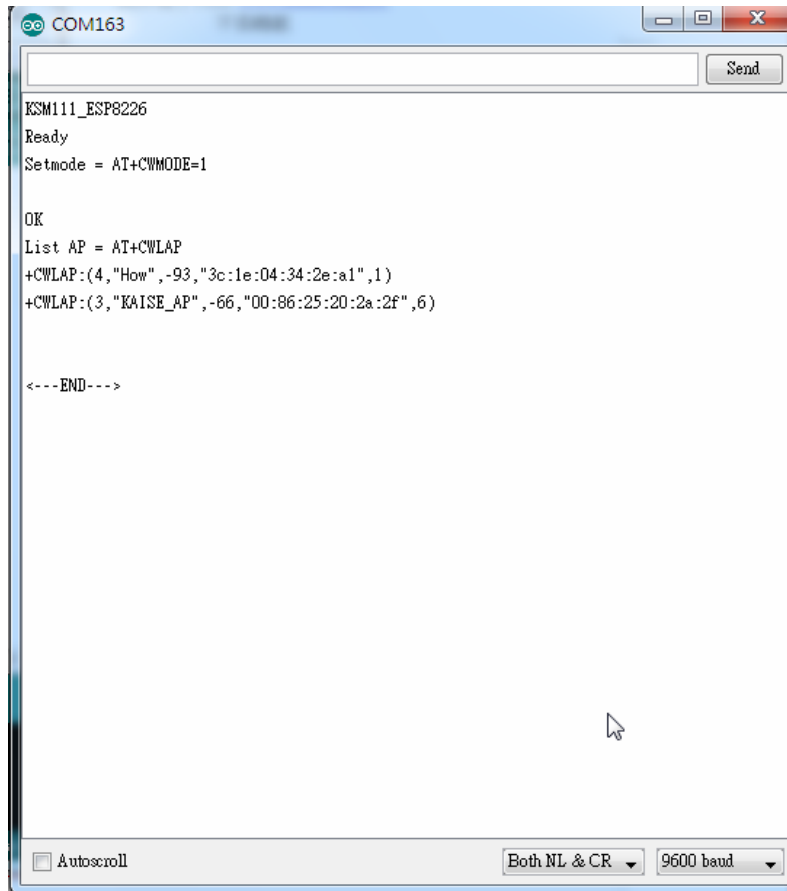 COM163
Send
KSM111_ESP8226
Ready
Setmode = AT+CWMODE=1
OK
List AP = AT+CWLAP
+CWLAP:(4,"How",-93,"3c:1e:04:34:2e:a1",1)
+CWLAP:(3,"KAISE_AP",-66,"00:86:25:20:2a:2f",6)
<---END--->
Autoscroll
Both NL & CR
9600 baud